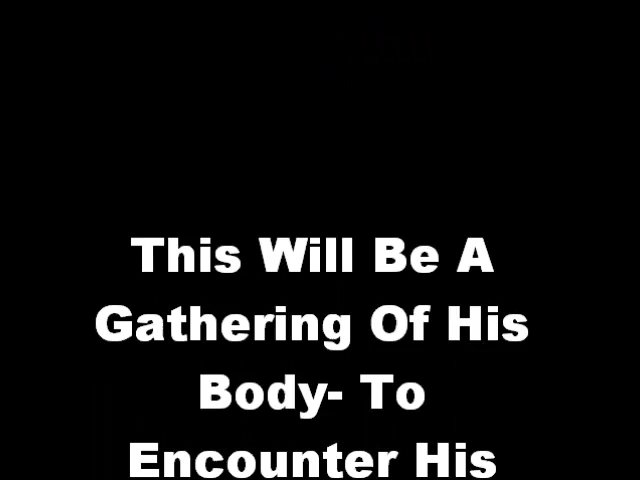 This Will Be A
Gathering Of His
Body- To
Encounter His